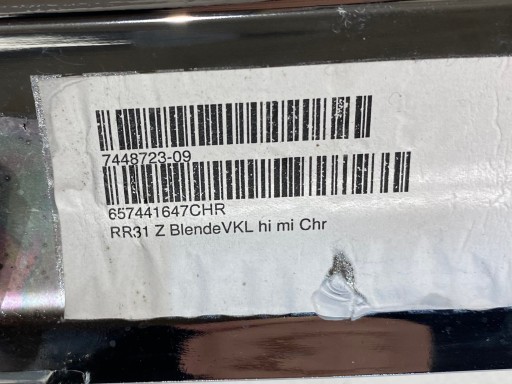 7448723-09
657441647CHR
RR31 Z BlendeVKL hi mi Chr